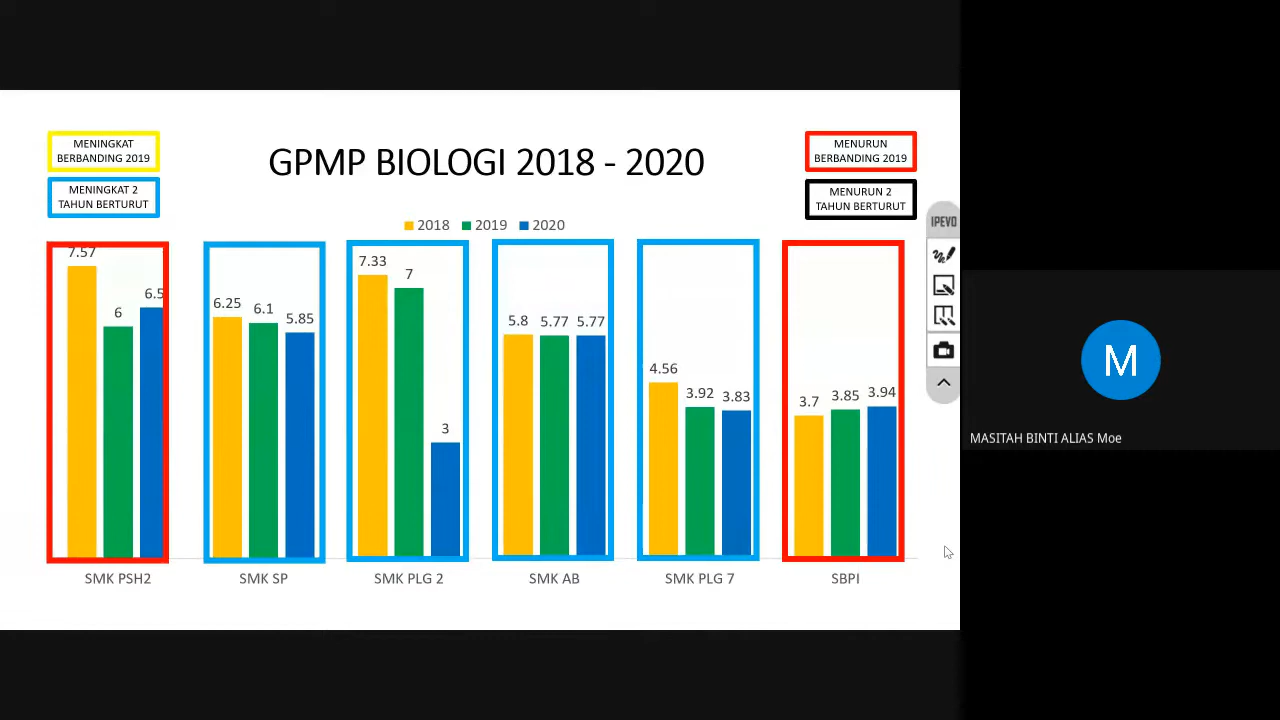 MENINGKAT
BERBANDING 2019
MENINGKAT 2
TAHUN BERTURUT
GPMP BIOLOGI 2018 - 2020
MENURUN
BERBANDING 2019
MENURUN 2
TAHUN BERTURUT
2018 2019 2020
IPEVO
7.57 6 6.5
6.25 6.1 5.85
7.33 7 3
5.8 5.77 5.77
4.56 3.92 3.83
3.7 3.85 3.94
SMK PSH2 SMK SP SMK PLG 2 SMK AB SMK PLG 7 SBPI
M
MASITAH BINTI ALIAS Moe